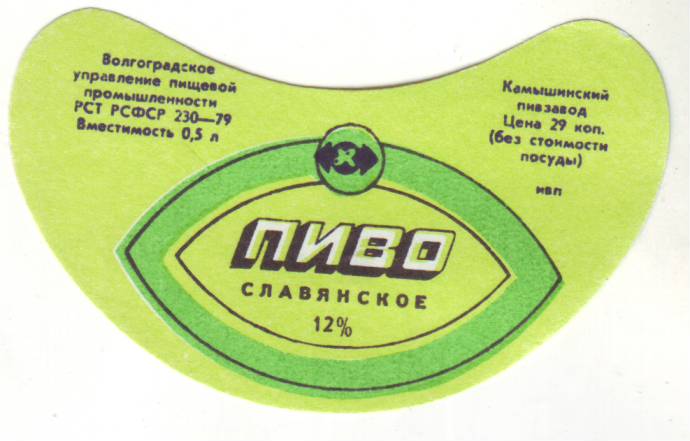 Волгоградское
управление пищевой
промышленности
РСТ РСФСР 230—79
Вместимость 0,5 л
Камышинский
пивзавод
Цена 29 коп.
(без стоимости
посуды)
ивп
ПИВО
СЛАВЯНСКОЕ
12%